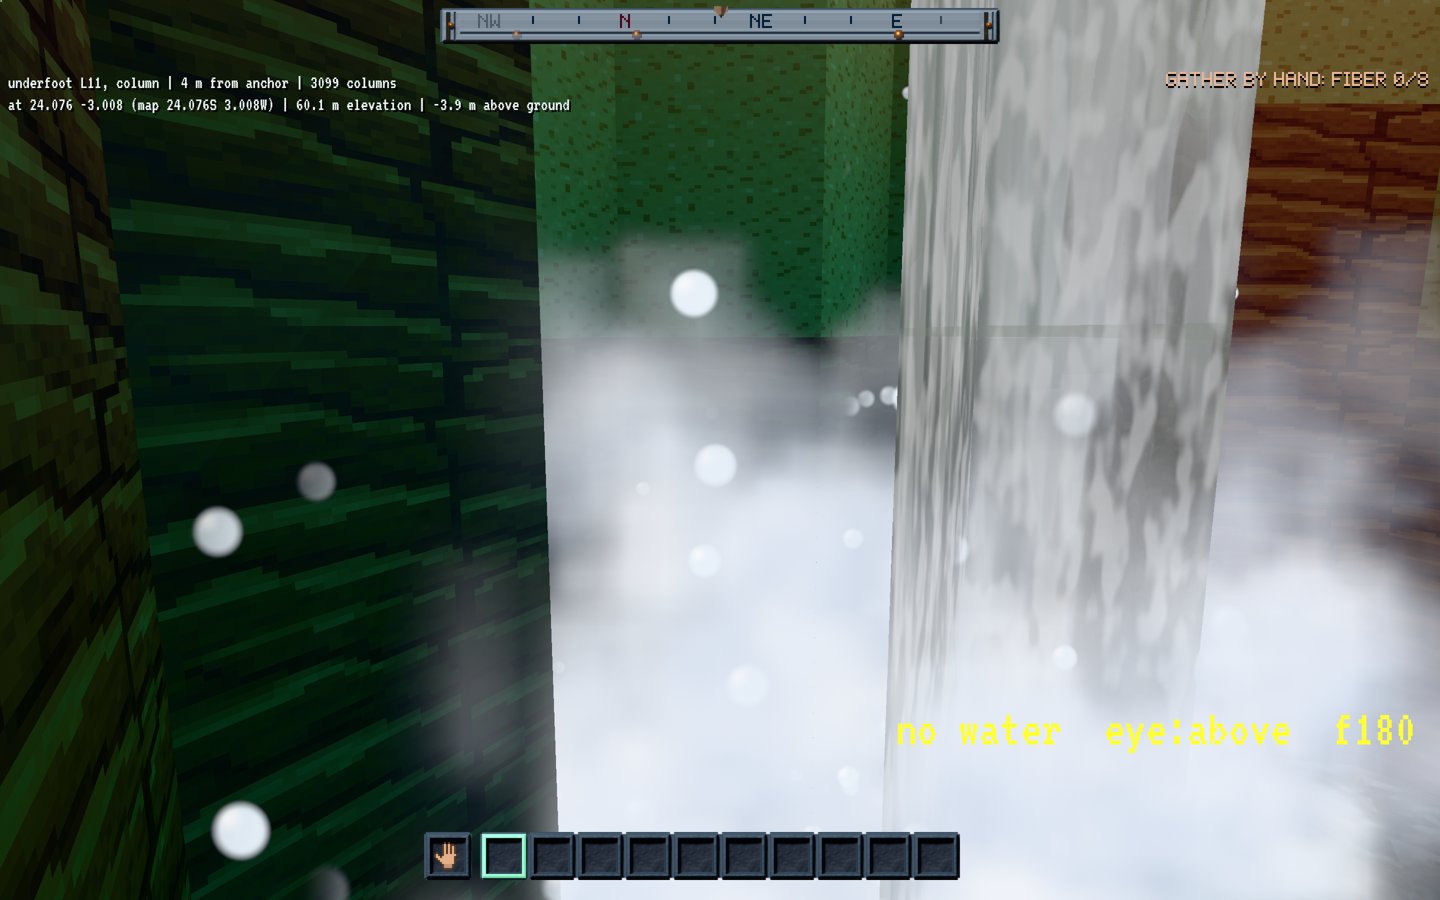 NW N NE E
underfoot L11, column | 4 m from anchor | 3099 columns
GATHER BY HAND: FIBER 0/8
at 24.076 -3.008 (map 24.076S 3.008W) | 60.1 m elevation | -3.9 m above ground
no water eye:above f180